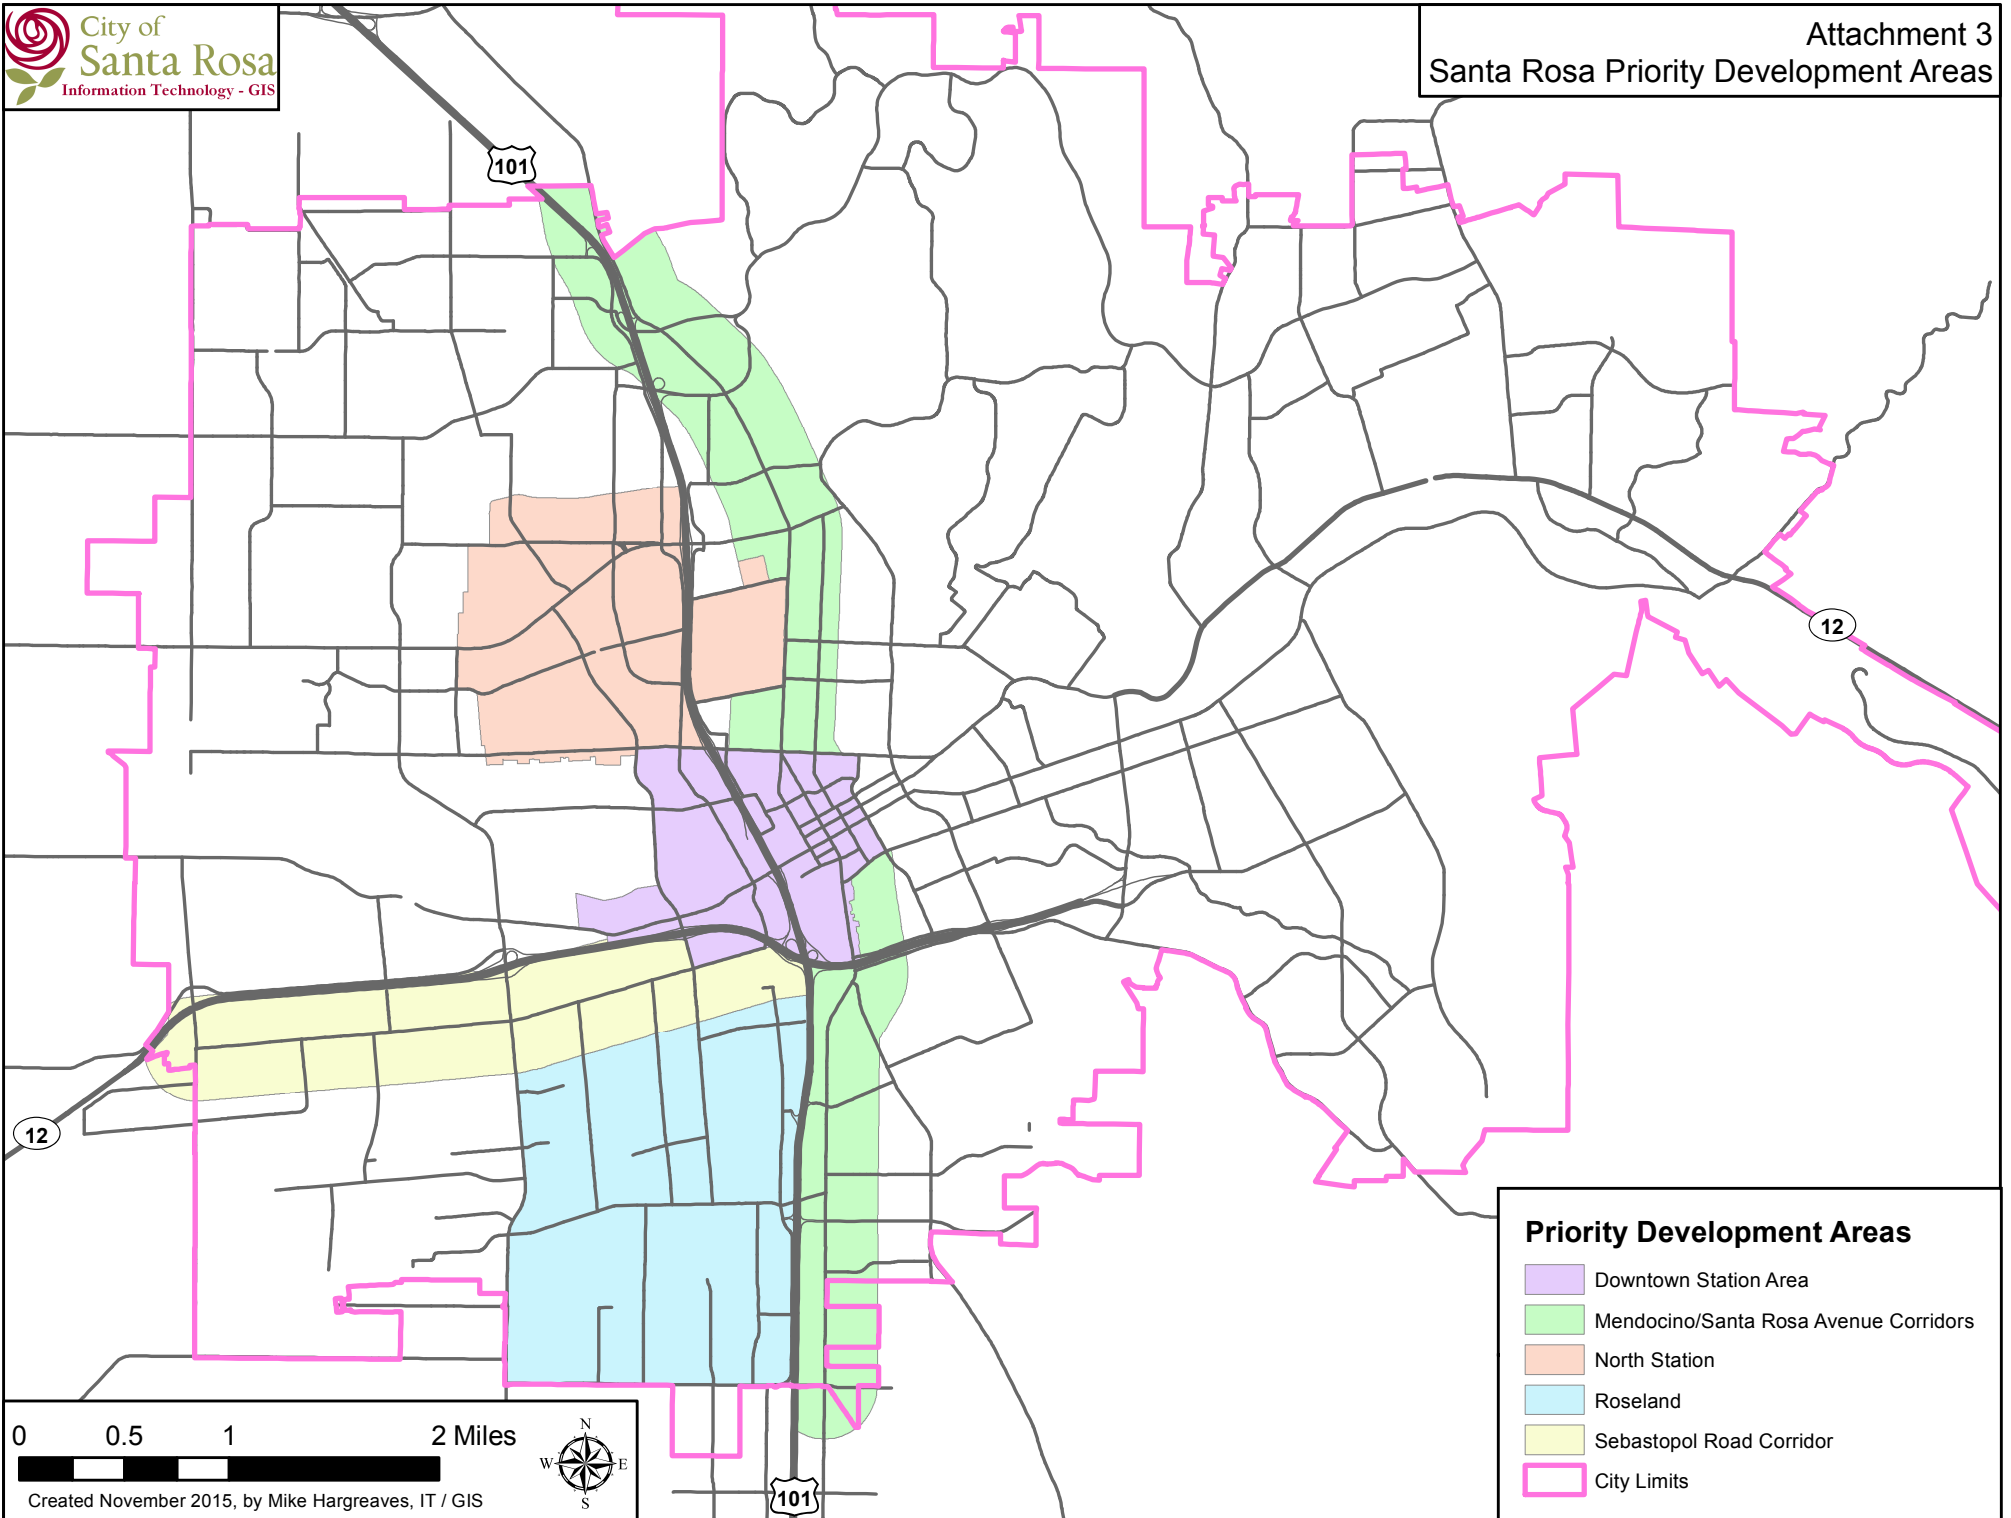 City of
Santa Rosa
Information Technology - GIS
Attachment 3
Santa Rosa Priority Development Areas
101
12
12
101
Priority Development Areas
Downtown Station Area
Mendocino/Santa Rosa Avenue Corridors
North Station
Roseland
Sebastopol Road Corridor
City Limits
0 0.5 1 2 Miles
N
W E
S
Created November 2015, by Mike Hargreaves, IT / GIS